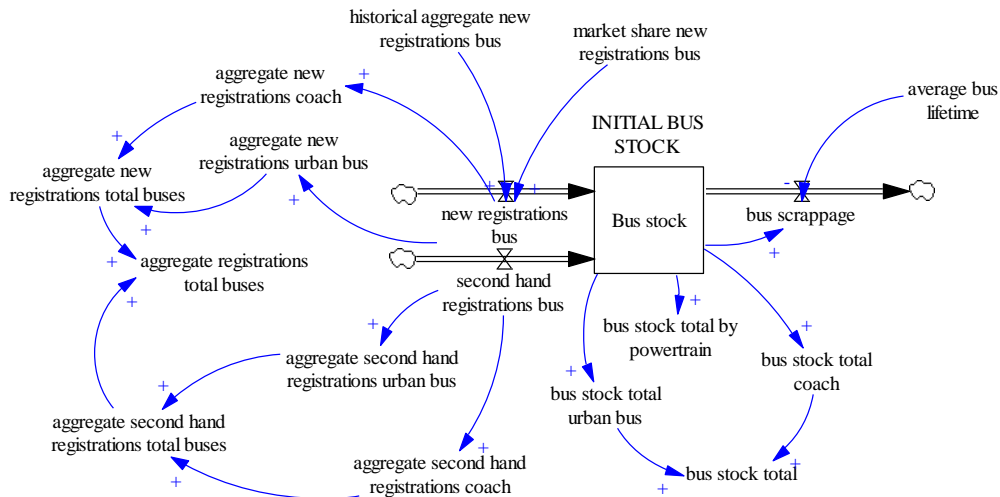 historical aggregate new
registrations bus
market share new
registrations bus
aggregate new
registrations coach
average bus
lifetime
INITIAL BUS
STOCK
aggregate new
registrations urban bus
aggregate new
registrations total buses
new registrations
bus
Bus stock
bus scrappage
aggregate registrations
total buses
second hand
registrations bus
bus stock total by
powertrain
aggregate second hand
registrations urban bus
bus stock total
coach
bus stock total
urban bus
aggregate second hand
registrations total buses
aggregate second hand
registrations coach
bus stock total